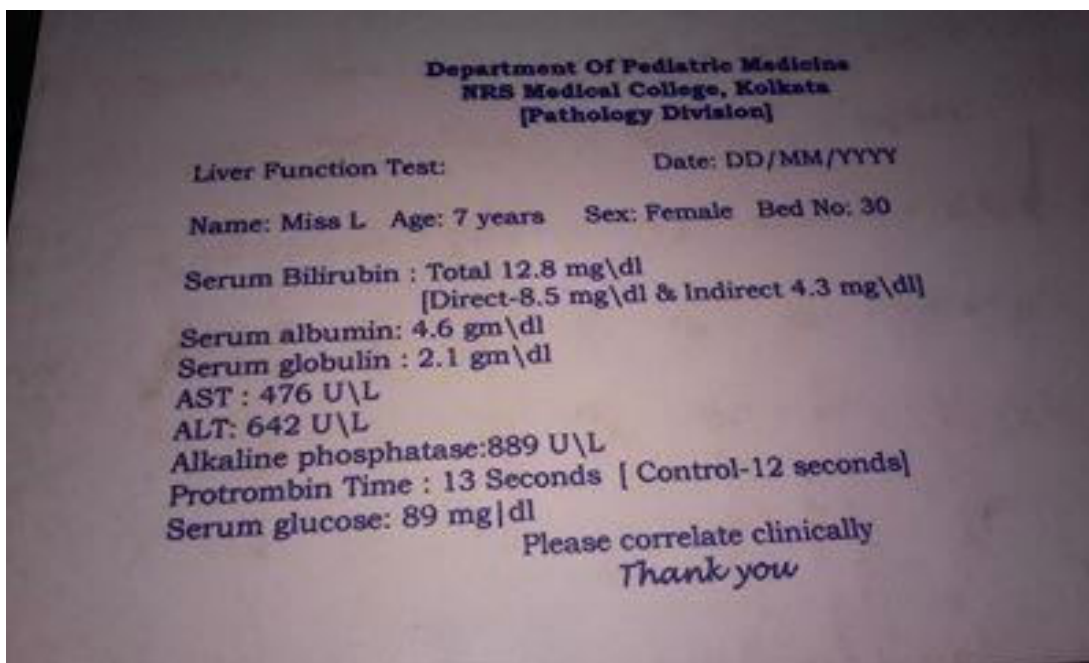 Department Of Pediatric Medicine
NRS Medical College, Kolkata
[Pathology Division]
Liver Function Test: Date: DD/MM/YYYY
Name: Miss L Age: 7 years Sex: Female Bed No: 30
Serum Bilirubin : Total 12.8 mg\dl
[Direct-8.5 mg\dl & Indirect 4.3 mg\dl]
Serum albumin: 4.6 gm\dl
Serum globulin : 2.1 gm\dl
AST : 476 U\L
ALT: 642 U\L
Alkaline phosphatase:889 U\L
Protrombin Time : 13 Seconds [ Control-12 seconds]
Serum glucose: 89 mg|dl
Please correlate clinically
Thank you